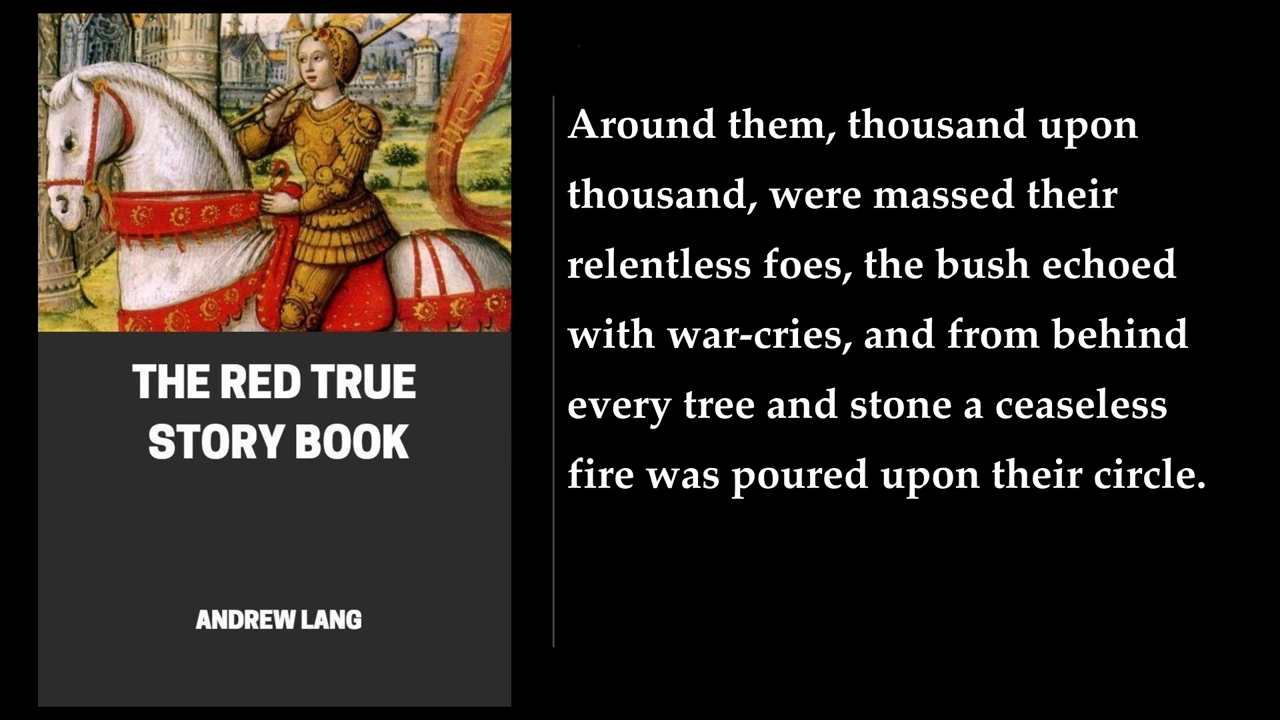 THE RED TRUE
STORY BOOK
ANDREW LANG
Around them, thousand upon
thousand, were massed their
relentless foes, the bush echoed
with war-cries, and from behind
every tree and stone a ceaseless
fire was poured upon their circle.